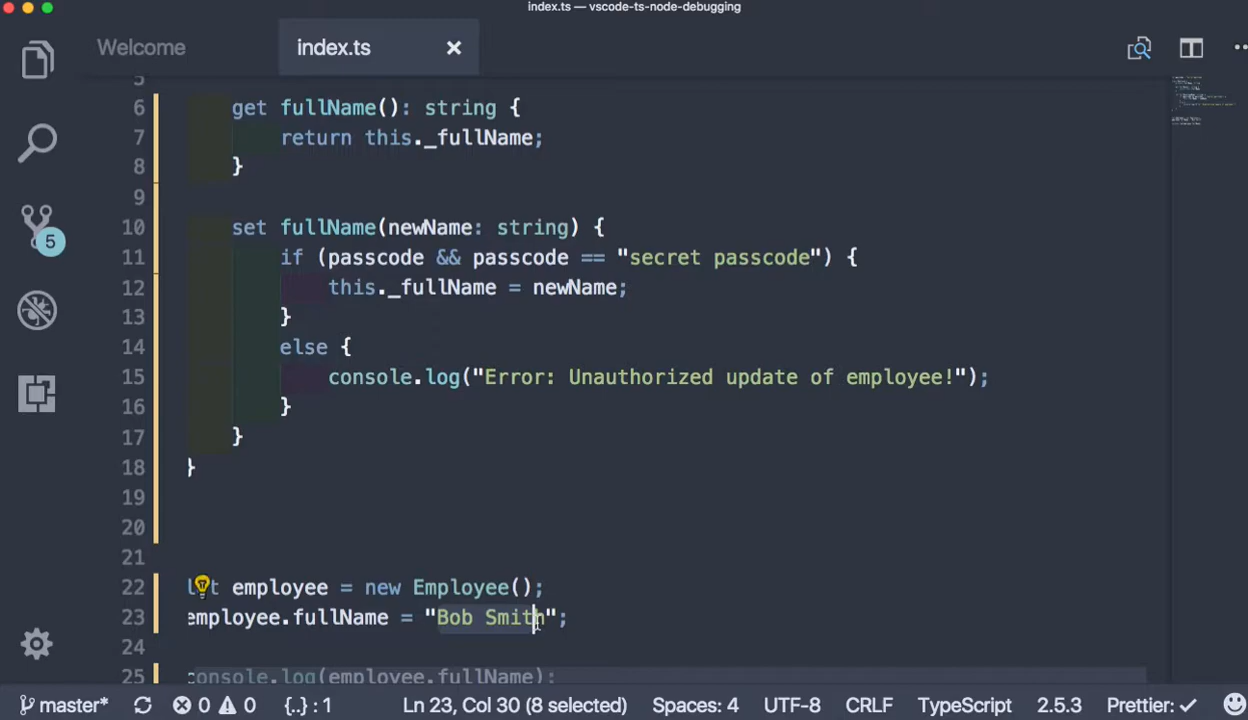 index.ts — vscode-ts-node-debugging
Welcome index.ts
5
6 get fullName(): string {
7 return this._fullName;
8 }
9
10 set fullName(newName: string) {
11 if (passcode && passcode == "secret passcode") {
12 this._fullName = newName;
13 }
14 else {
15 console.log("Error: Unauthorized update of employee!");
16 }
17 }
18 }
19
20
21
22 let employee = new Employee();
23 employee.fullName = "Bob Smith";
24
25 console.log(employee.fullName);
5
master* 0 0 {..} : 1 Ln 23, Col 30 (8 selected) Spaces: 4 UTF-8 CRLF TypeScript 2.5.3 Prettier: ✓